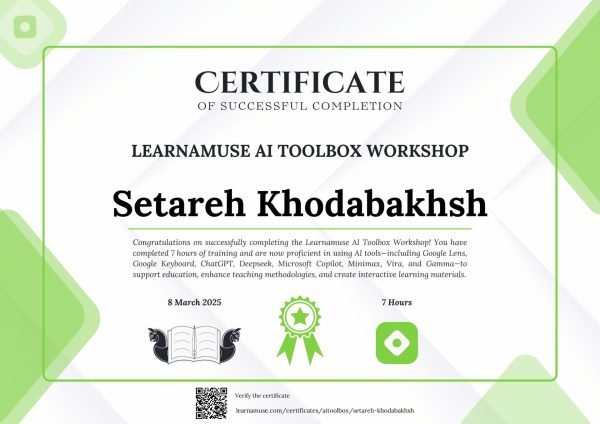 CERTIFICATE
OF SUCCESSFUL COMPLETION
LEARNAMUSE AI TOOLBOX WORKSHOP
Setareh Khodabakhsh
Congratulations on successfully completing the Learnamuse AI Toolbox Workshop! You have
completed 7 hours of training and are now proficient in using AI tools—including Google Lens,
Google Keyboard, ChatGPT, Deepseek, Microsoft Copilot, Minimax, Vira, and Gamma—to
support education, enhance teaching methodologies, and create interactive learning materials.
8 March 2025
7 Hours
Verify the certificate
learnamuse.com/certificates/aitoolbox/setareh-khodabakhsh